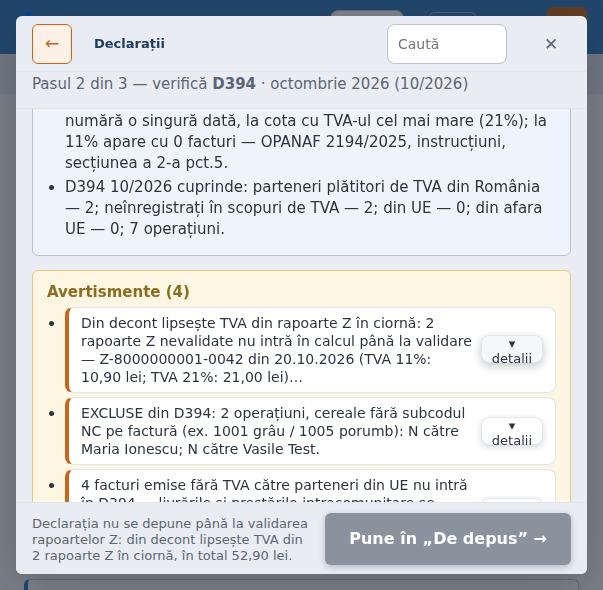 ←
Declarații
Caută
✕
Pasul 2 din 3 — verifică D394 · octombrie 2026 (10/2026)
numără o singură dată, la cota cu TVA-ul cel mai mare (21%); la
11% apare cu 0 facturi — OPANAF 2194/2025, instrucțiuni,
secțiunea a 2-a pct.5.
• D394 10/2026 cuprinde: parteneri plătitori de TVA din România
— 2; neînregistrați în scopuri de TVA — 2; din UE — 0; din afara
UE — 0; 7 operațiuni.
Avertismente (4)
• Din decont lipsește TVA din rapoarte Z în ciornă: 2
rapoarte Z nevalidate nu intră în calcul până la validare
— Z-8000000001-0042 din 20.10.2026 (TVA 11%:
10,90 lei; TVA 21%: 21,00 lei)…
▾
detalii
• EXCLUSE din D394: 2 operațiuni, cereale fără subcodul
NC pe factură (ex. 1001 grâu / 1005 porumb): N către
Maria Ionescu; N către Vasile Test.
▾
detalii
• 4 facturi emise fără TVA către parteneri din UE nu intră
în D394 — livrările și prestările intracomunitare se
Declarația nu se depune până la validarea
rapoartelor Z: din decont lipsește TVA din
2 rapoarte Z în ciornă, în total 52,90 lei.
Pune în „De depus” →